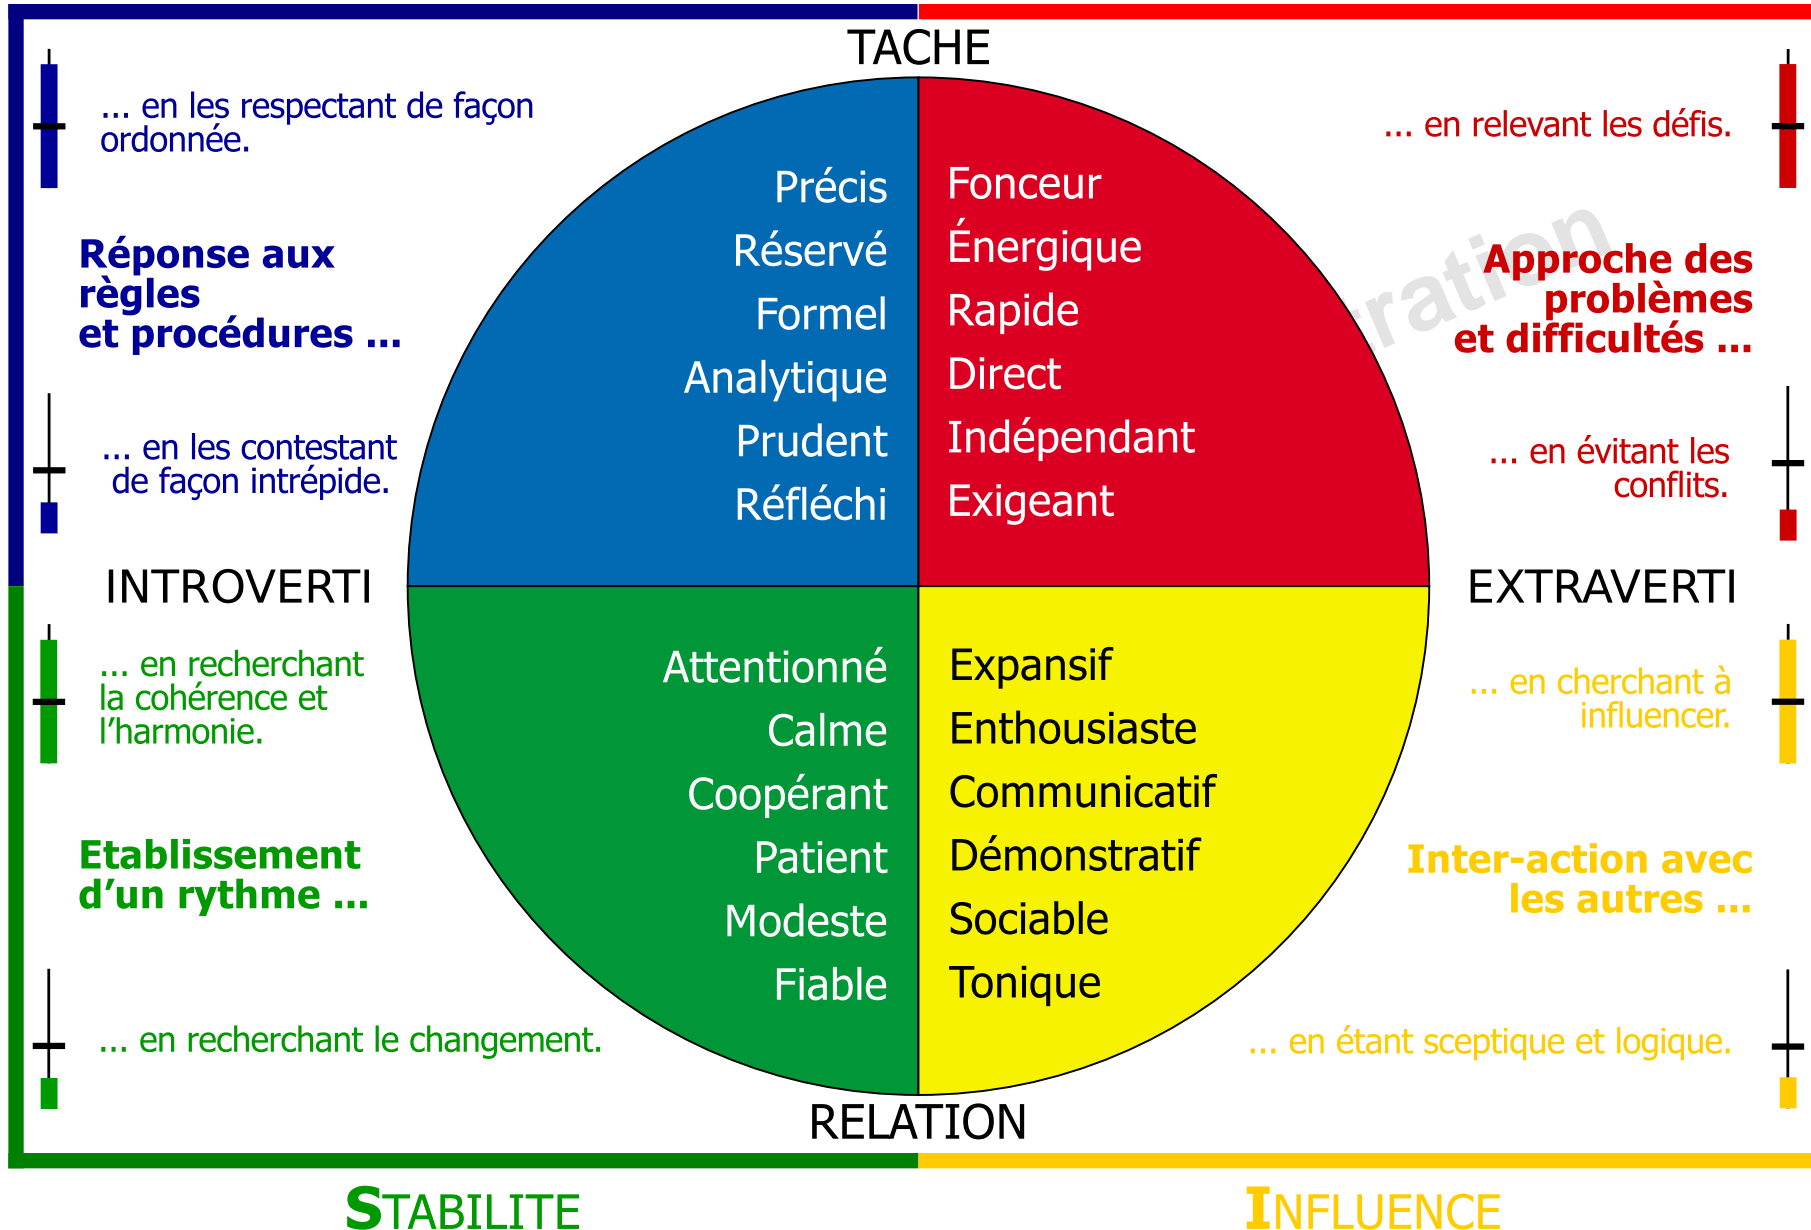 TACHE
... en les respectant de façon
ordonnée.
... en relevant les défis.
Précis
Réservé
Formel
Analytique
Prudent
Réfléchi
Fonceur
Énergique
Rapide
Direct
Indépendant
Exigeant
Réponse aux
règles
et procédures ...
Approche des
problèmes
et difficultés ...
... en les contestant
de façon intrépide.
... en évitant les
conflits.
INTROVERTI
EXTRAVERTI
... en recherchant
la cohérence et
l’harmonie.
... en cherchant à
influencer.
Attentionné
Calme
Coopérant
Patient
Modeste
Fiable
Expansif
Enthousiaste
Communicatif
Démonstratif
Sociable
Tonique
Etablissement
d’un rythme ...
Inter-action avec
les autres ...
... en recherchant le changement.
... en étant sceptique et logique.
RELATION
STABILITE
INFLUENCE